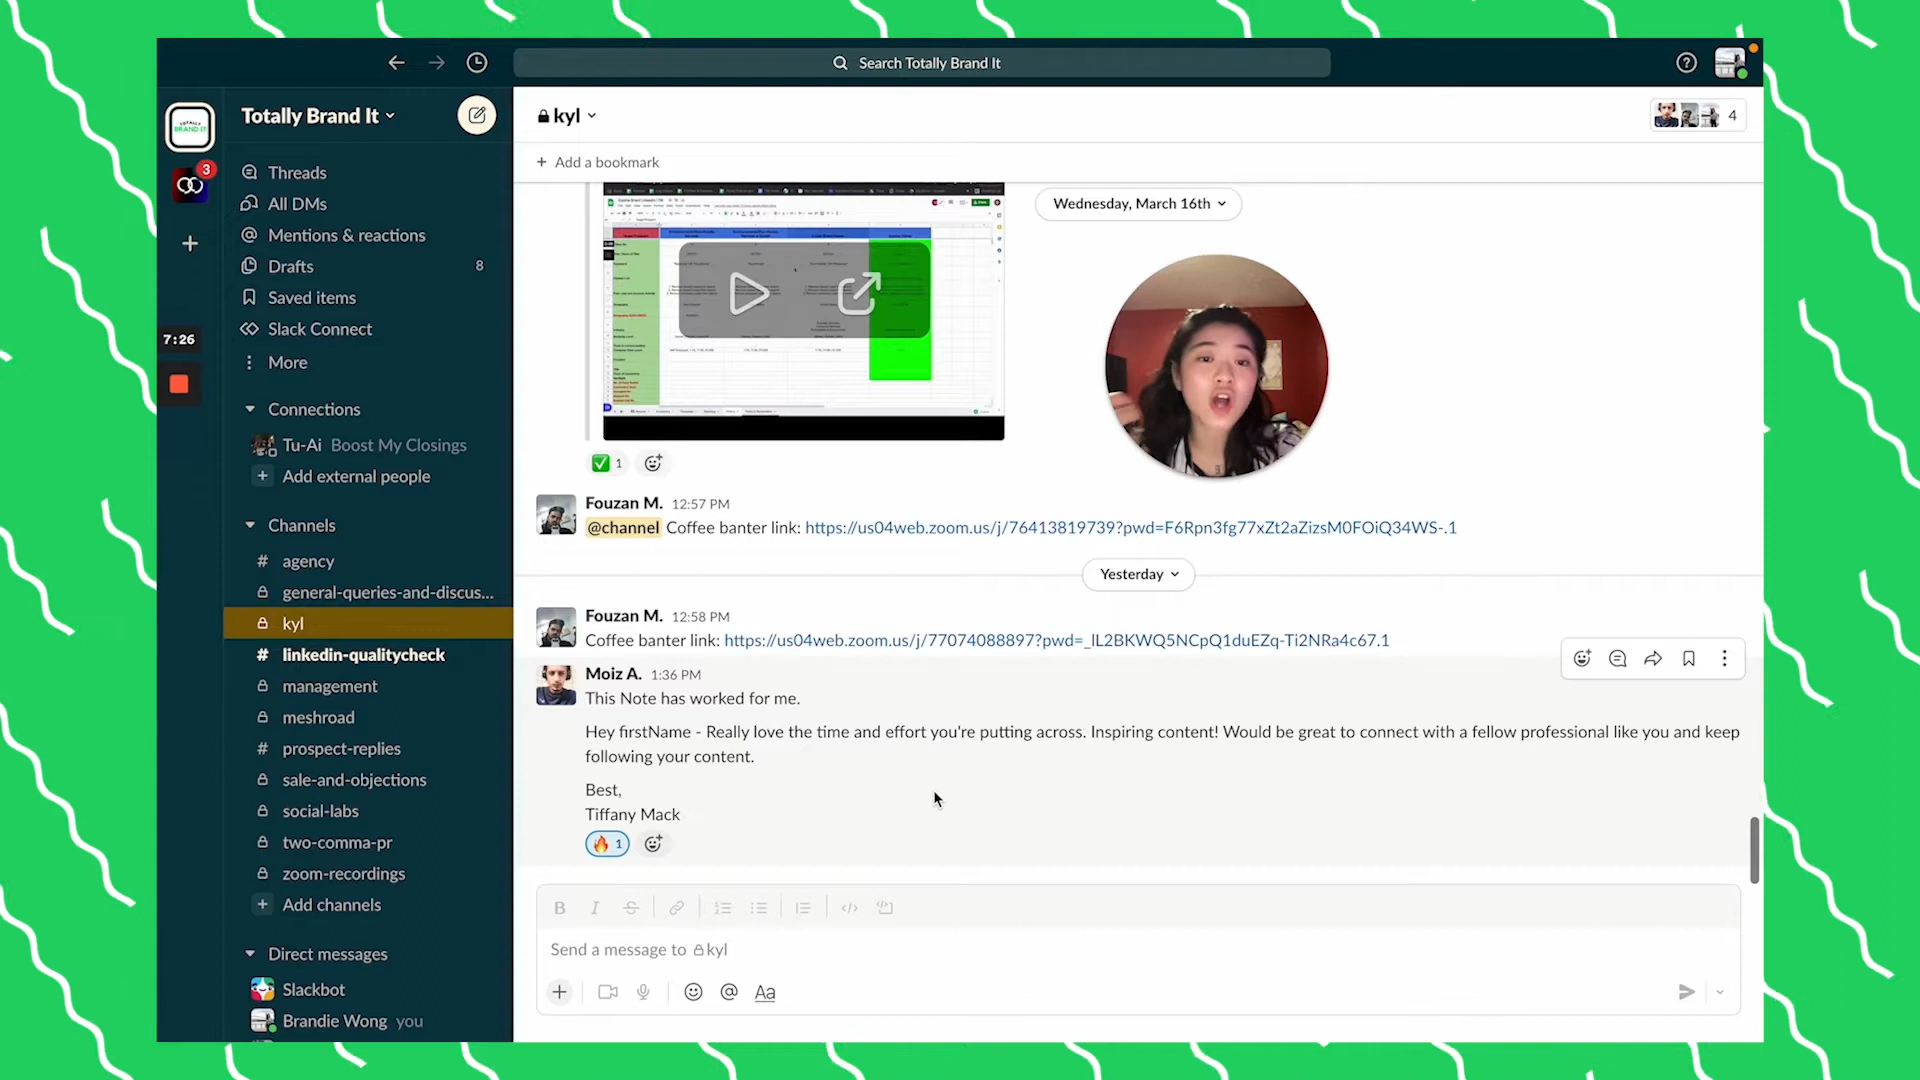 Search Totally Brand It
TOTALLY
BRAND IT
3
7:26
Totally Brand It
Threads
All DMs
Mentions & reactions
Drafts 8
Saved items
Slack Connect
More
Connections
Tu-Ai Boost My Closings
Add external people
Channels
agency
general-queries-and-discus...
kyl
linkedin-qualitycheck
management
meshroad
prospect-replies
sale-and-objections
social-labs
two-comma-pr
zoom-recordings
Add channels
Direct messages
Slackbot
Brandie Wong you
kyl
4
Add a bookmark
Wednesday, March 16th
1
Fouzan M. 12:57 PM
@channel Coffee banter link: https://us04web.zoom.us/j/76413819739?pwd=F6Rpn3fg77xZt2aZizsM0FOiQ34WS-.1
Yesterday
Fouzan M. 12:58 PM
Coffee banter link: https://us04web.zoom.us/j/77074088897?pwd=_lL2BKWQ5NCpQ1duEZq-Ti2NRa4c67.1
Moiz A. 1:36 PM
This Note has worked for me.
Hey firstName - Really love the time and effort you're putting across. Inspiring content! Would be great to connect with a fellow professional like you and keep
following your content.
Best,
Tiffany Mack
1
Send a message to kyl